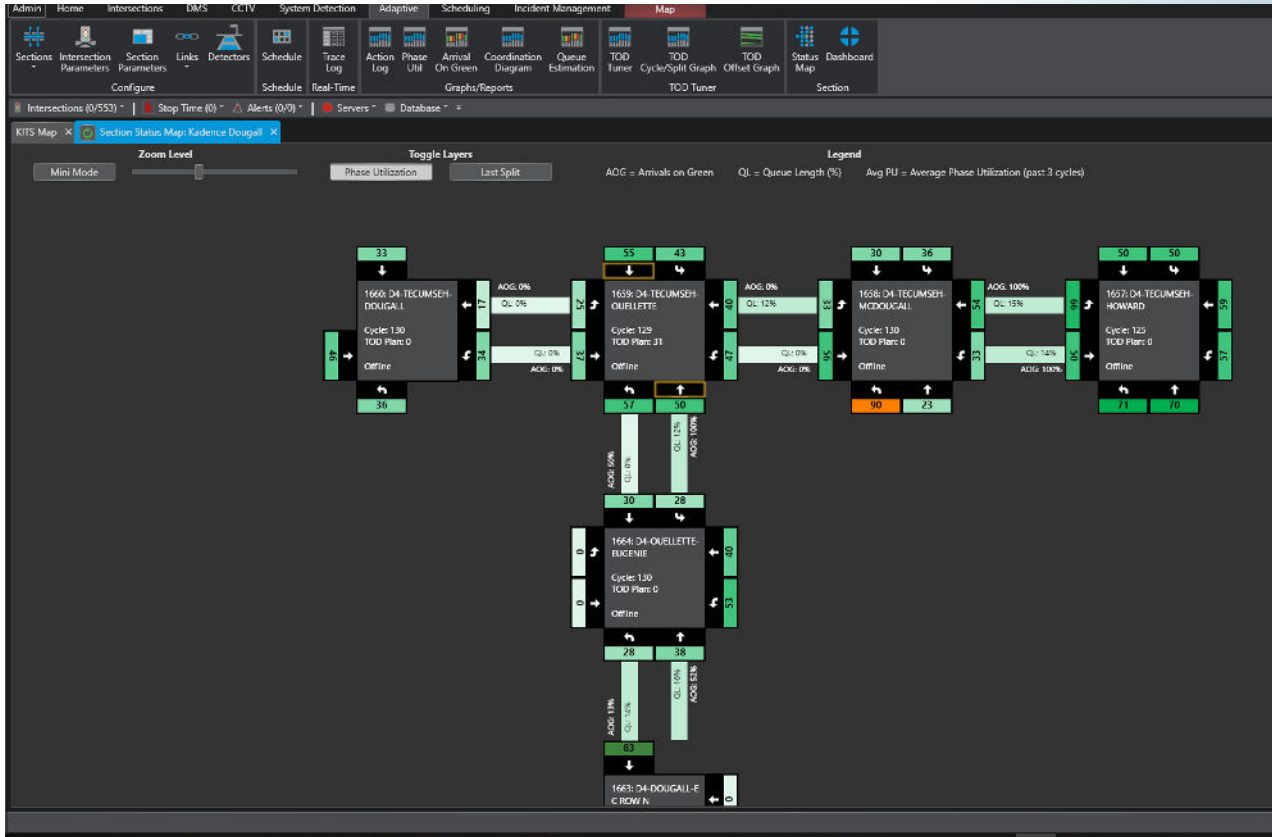 Admin Home Intersections DMS CCTV System Detection Adaptive Scheduling Incident Management Map
Sections Intersection Parameters Section Parameters Links Detectors Schedule Trace Log Action Log Phase Util Arrival On Green Coordination Diagram Queue Estimation TOD Tuner TOD Cycle/Split Graph TOD Offset Graph Status Map Dashboard
Configure Schedule Real-Time Graphs/Reports TOD Tuner Section
Intersections (0/553) Stop Time (0) Alerts (0/0) Servers Database
KITS Map Section Status Map: Kadence Dougall
Zoom Level Toggle Layers Legend
Mini Mode Phase Utilization Last Split AOG = Arrivals on Green QL = Queue Length (%) Avg PU = Average Phase Utilization (past 3 cycles)
33
1660: D4-TECUMSEH-
DOUGALL
Cycle: 130
TOD Plan: 0
Offline
46
17
34
36
AOG: 0%
QL: 0%
QL: 0%
AOG: 0%
55 43
25
37
1659: D4-TECUMSEH-
OUELLETTE
Cycle: 129
TOD Plan: 31
Offline
40
47
57 50
AOG: 0%
QL: 12%
QL: 0%
AOG: 0%
30 36
33
56
1658: D4-TECUMSEH-
MCDOUGALL
Cycle: 130
TOD Plan: 0
Offline
54
33
90 23
AOG: 100%
QL: 15%
QL: 14%
AOG: 100%
50 50
50
1657: D4-TECUMSEH-
HOWARD
Cycle: 125
TOD Plan: 0
Offline
59
57
71 70
AOG: 50%
QL: 8%
QL: 12%
AOG: 100%
30 28
0
0
1664: D4-OUELLETTE-
EUGENIE
Cycle: 130
TOD Plan: 0
Offline
40
53
28 38
AOG: 13%
QL: 14%
QL: 16%
AOG: 52%
83
1663: D4-DOUGALL-E
C ROW N
0